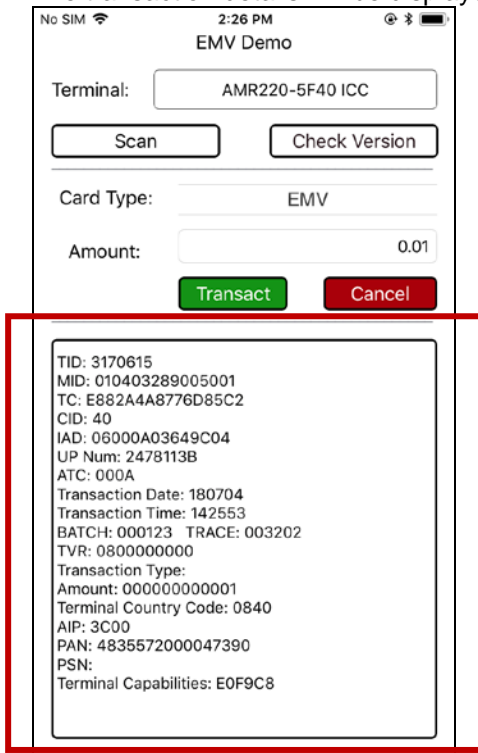 No SIM 2:26 PM
EMV Demo
Terminal: AMR220-5F40 ICC
Scan Check Version
Card Type: EMV
Amount: 0.01
Transact Cancel
TID: 3170615
MID: 010403289005001
TC: E882A4A8776D85C2
CID: 40
IAD: 06000A03649C04
UP Num: 2478113B
ATC: 000A
Transaction Date: 180704
Transaction Time: 142553
BATCH: 000123 TRACE: 003202
TVR: 0800000000
Transaction Type:
Amount: 000000000001
Terminal Country Code: 0840
AIP: 3C00
PAN: 4835572000047390
PSN:
Terminal Capabilities: E0F9C8